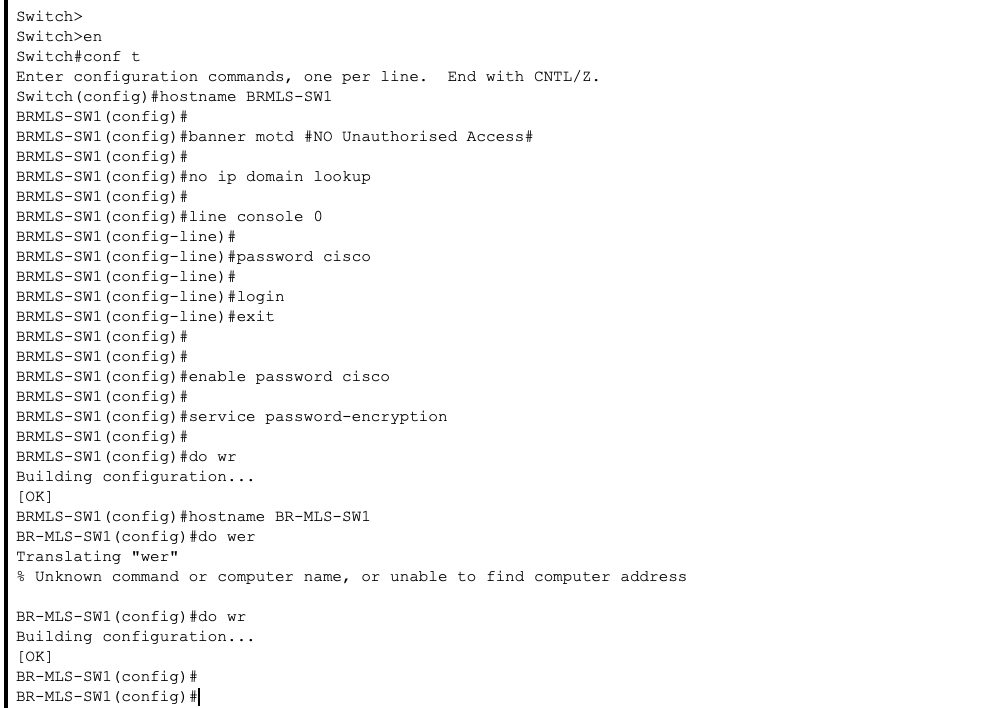 Switch>
Switch>en
Switch#conf t
Enter configuration commands, one per line.  End with CNTL/Z.
Switch(config)#hostname BRMLS-SW1
BRMLS-SW1(config)#
BRMLS-SW1(config)#banner motd #NO Unauthorised Access#
BRMLS-SW1(config)#
BRMLS-SW1(config)#no ip domain lookup
BRMLS-SW1(config)#
BRMLS-SW1(config)#line console 0
BRMLS-SW1(config-line)#
BRMLS-SW1(config-line)#password cisco
BRMLS-SW1(config-line)#
BRMLS-SW1(config-line)#login
BRMLS-SW1(config-line)#exit
BRMLS-SW1(config)#
BRMLS-SW1(config)#
BRMLS-SW1(config)#enable password cisco
BRMLS-SW1(config)#
BRMLS-SW1(config)#service password-encryption
BRMLS-SW1(config)#
BRMLS-SW1(config)#do wr
Building configuration...
[OK]
BRMLS-SW1(config)#hostname BR-MLS-SW1
BR-MLS-SW1(config)#do wer
Translating "wer"
% Unknown command or computer name, or unable to find computer address

BR-MLS-SW1(config)#do wr
Building configuration...
[OK]
BR-MLS-SW1(config)#
BR-MLS-SW1(config)#